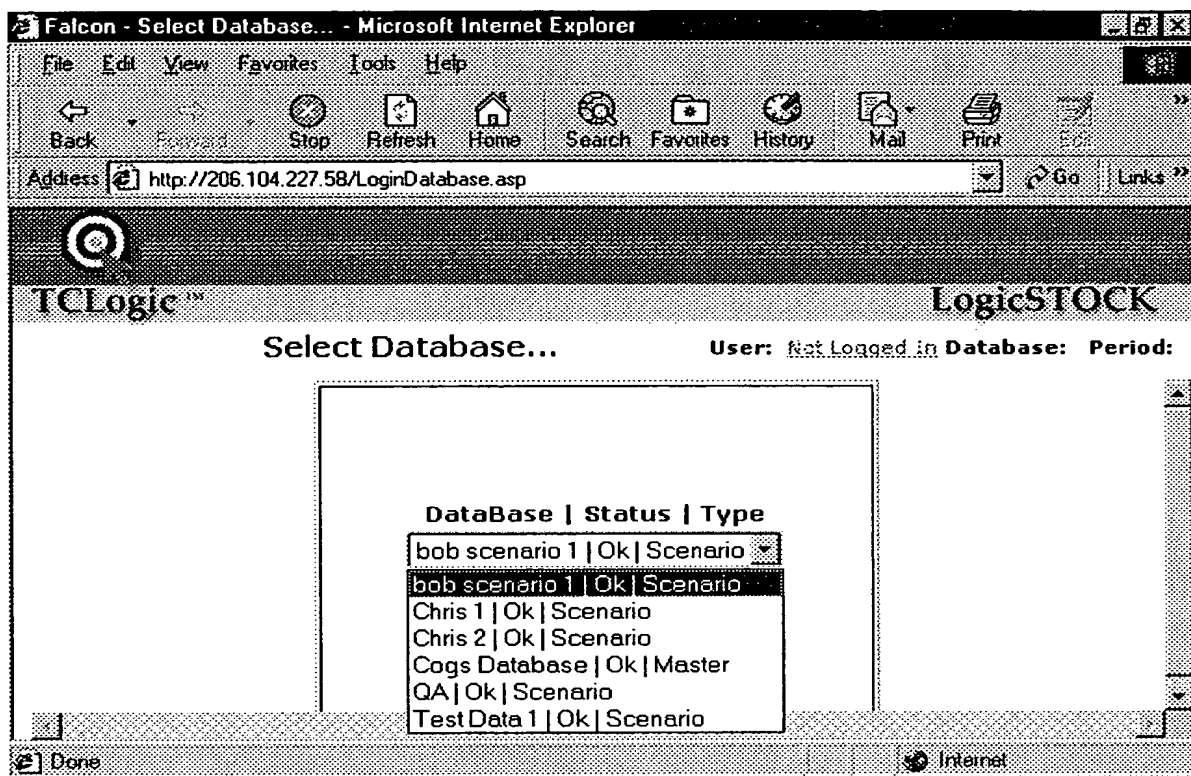 Falcon - Select Database... - Microsoft Internet Explorer
File Edit View Favorites Tools Help
Back Forward Stop Refresh Home Search Favorites History Mail Print Edit »
Address http://206.104.227.58/LoginDatabase.asp Go Links »
TCLogic™ LogicSTOCK
Select Database... User: Not Logged in Database: Period:
DataBase | Status | Type
bob scenario 1 | Ok | Scenario
bob scenario 1 | Ok | Scenario
Chris 1 | Ok | Scenario
Chris 2 | Ok | Scenario
Cogs Database | Ok | Master
QA | Ok | Scenario
Test Data 1 | Ok | Scenario
Done Internet